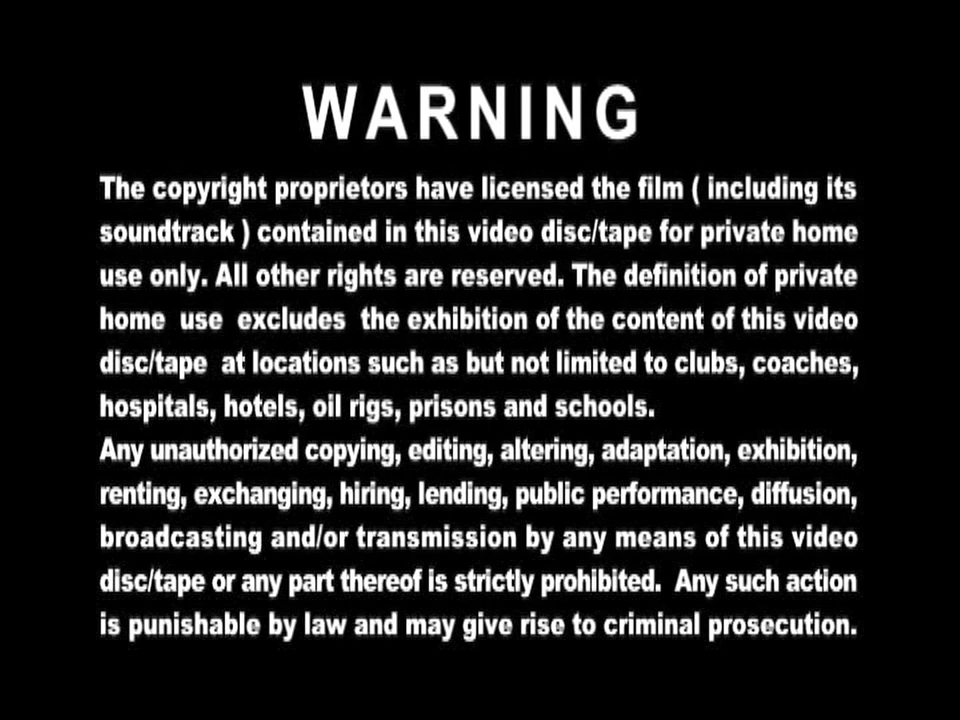 WARNING
The copyright proprietors have licensed the film ( including its
soundtrack ) contained in this video disc/tape for private home
use only. All other rights are reserved. The definition of private
home use excludes the exhibition of the content of this video
disc/tape at locations such as but not limited to clubs, coaches,
hospitals, hotels, oil rigs, prisons and schools.
Any unauthorized copying, editing, altering, adaptation, exhibition,
renting, exchanging, hiring, lending, public performance, diffusion,
broadcasting and/or transmission by any means of this video
disc/tape or any part thereof is strictly prohibited. Any such action
is punishable by law and may give rise to criminal prosecution.